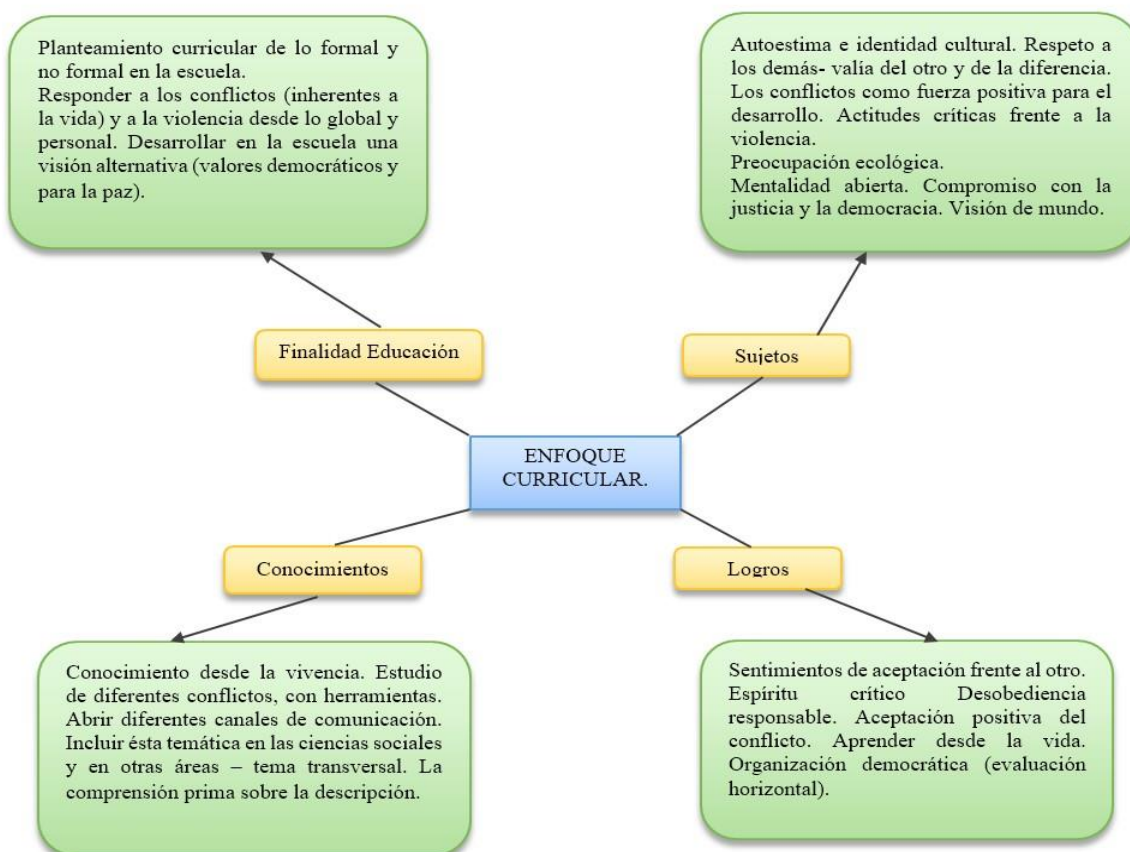 Planteamiento curricular de lo formal y
no formal en la escuela.
Responder a los conflictos (inherentes a
la vida) y a la violencia desde lo global y
personal. Desarrollar en la escuela una
visión alternativa (valores democráticos y
para la paz).
Autoestima e identidad cultural. Respeto a
los demás- valía del otro y de la diferencia.
Los conflictos como fuerza positiva para el
desarrollo. Actitudes críticas frente a la
violencia.
Preocupación ecológica.
Mentalidad abierta. Compromiso con la
justicia y la democracia. Visión de mundo.
Finalidad Educación
Sujetos
ENFOQUE
CURRICULAR.
Conocimientos
Logros
Conocimiento desde la vivencia. Estudio
de diferentes conflictos, con herramientas.
Abrir diferentes canales de comunicación.
Incluir ésta temática en las ciencias sociales
y en otras áreas – tema transversal. La
comprensión prima sobre la descripción.
Sentimientos de aceptación frente al otro.
Espíritu crítico Desobediencia
responsable. Aceptación positiva del
conflicto. Aprender desde la vida.
Organización democrática (evaluación
horizontal).